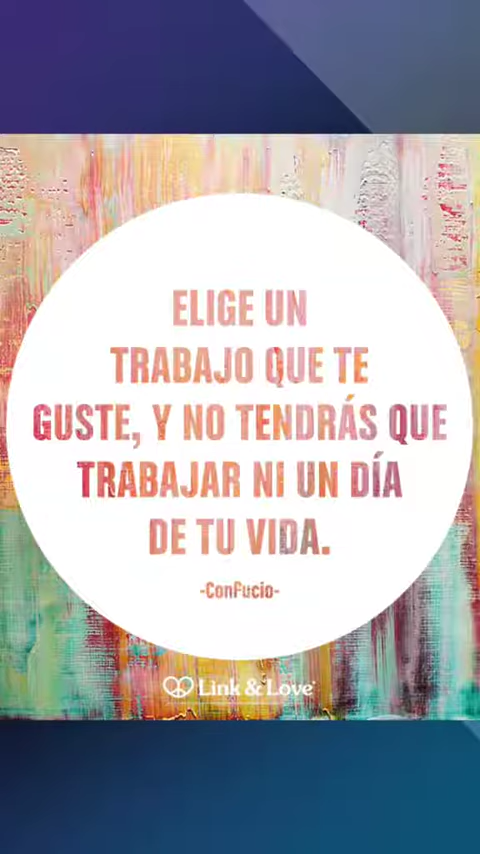 ELIGE UN
TRABAJO QUE TE
GUSTE, Y NO TENDRÁS QUE
TRABAJAR NI UN DÍA
DE TU VIDA.
-ConFucio-
Link & Love